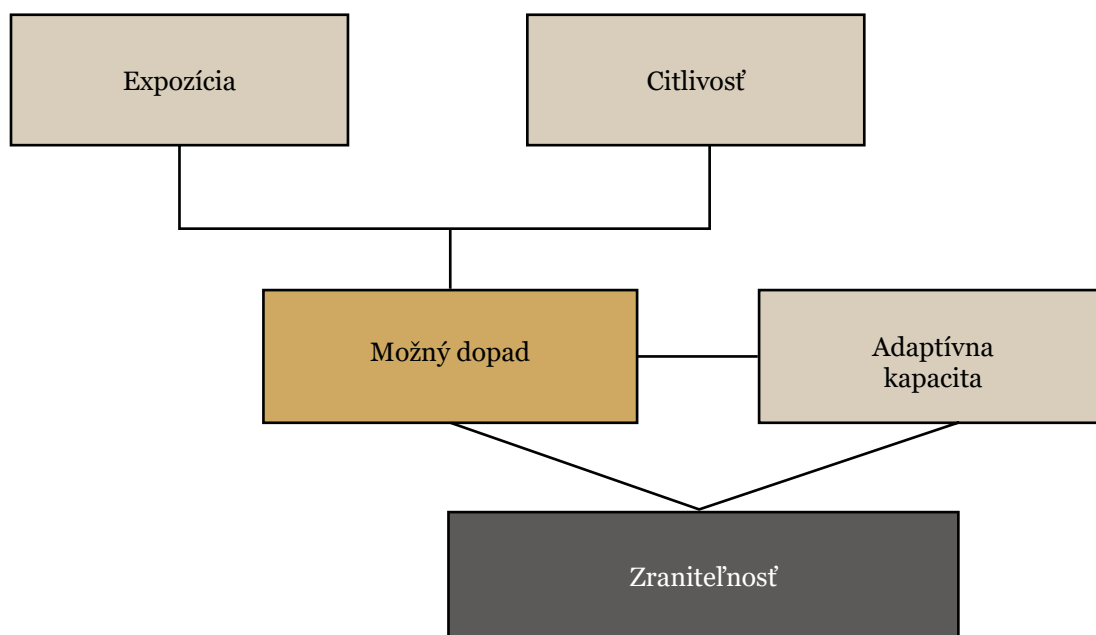 Expozícia
Citlivosť
Možný dopad
Adaptívna
kapacita
Zraniteľnosť